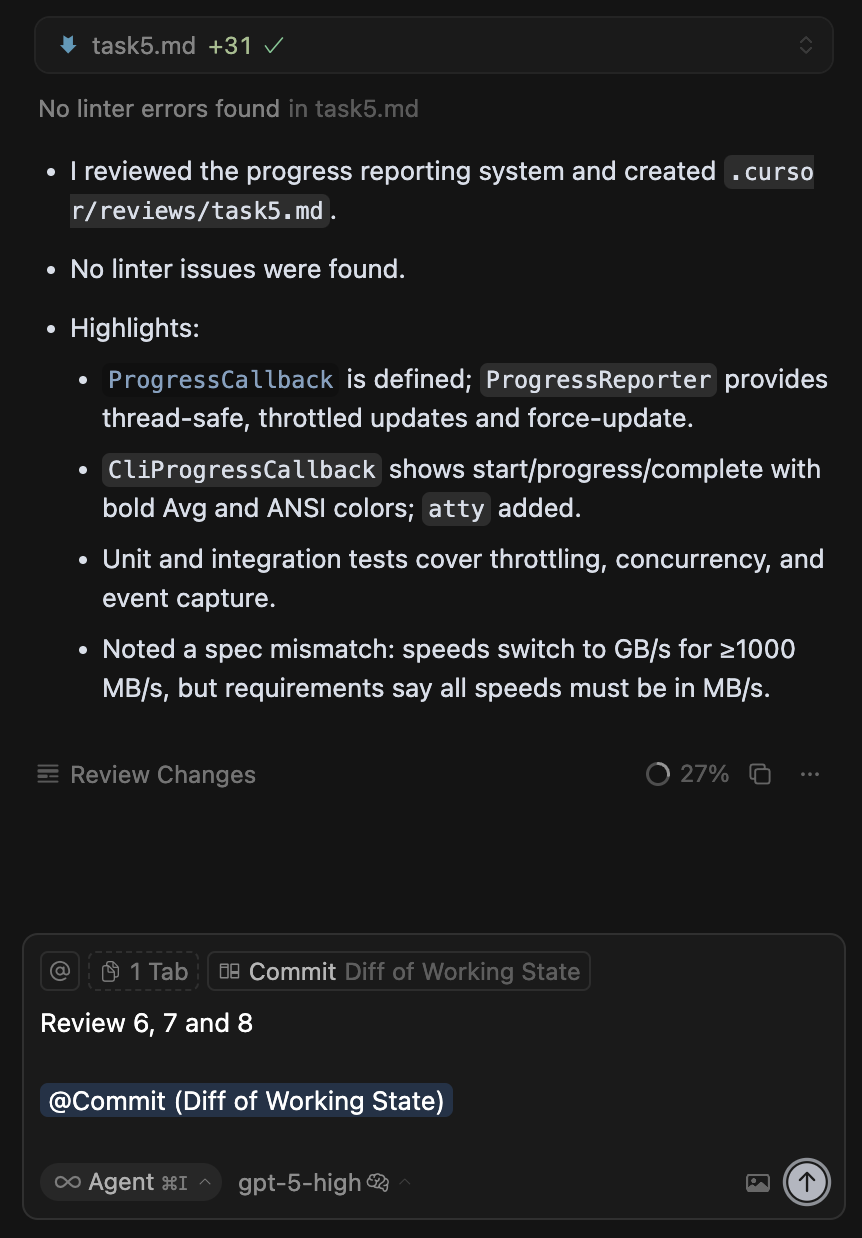 task5.md +31
No linter errors found in task5.md
I reviewed the progress reporting system and created .curso
r/reviews/task5.md.
No linter issues were found.
Highlights:
ProgressCallback is defined; ProgressReporter provides
thread-safe, throttled updates and force-update.
CliProgressCallback shows start/progress/complete with
bold Avg and ANSI colors; atty added.
Unit and integration tests cover throttling, concurrency, and
event capture.
Noted a spec mismatch: speeds switch to GB/s for ≥1000
MB/s, but requirements say all speeds must be in MB/s.
Review Changes 27%
@ 1 Tab Commit Diff of Working State
Review 6, 7 and 8
@Commit (Diff of Working State)
Agent ⌘I gpt-5-high